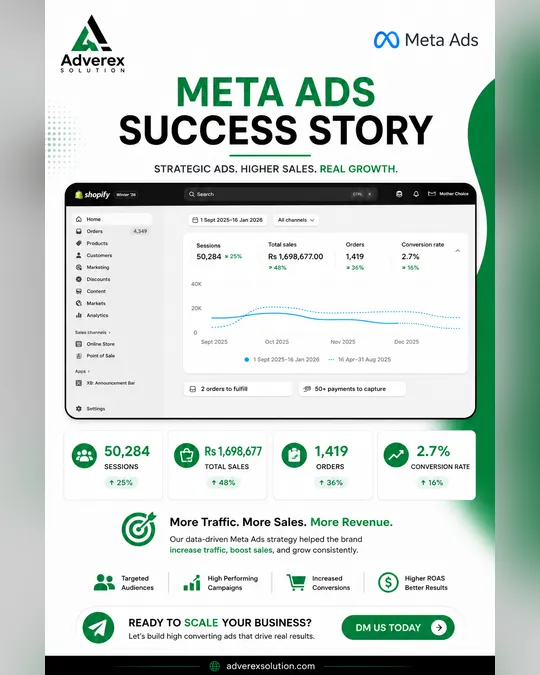 Adverex
SOLUTION
Meta Ads
META ADS
SUCCESS STORY
STRATEGIC ADS. HIGHER SALES. REAL GROWTH.
shopify
Winter '26
Search
CTRL
K
Mother Choice
Home
Orders
4,349
Products
Customers
Marketing
Discounts
Content
Markets
Analytics
Sales channels ›
Online Store
Point of Sale
Apps ›
XB: Announcement Bar
Settings
1 Sept 2025–16 Jan 2026
All channels
Sessions
50,284 25%
Total sales
Rs 1,698,677.00
48%
Orders
1,419
36%
Conversion rate
2.7%
16%
40K
20K
0
Sept 2025 Oct 2025 Nov 2025 Dec 2025
1 Sept 2025–16 Jan 2026 16 Apr–31 Aug 2025
2 orders to fulfill
50+ payments to capture
50,284
SESSIONS
↑ 25%
Rs 1,698,677
TOTAL SALES
↑ 48%
1,419
ORDERS
↑ 36%
2.7%
CONVERSION RATE
↑ 16%
More Traffic. More Sales. More Revenue.
Our data-driven Meta Ads strategy helped the brand
increase traffic, boost sales, and grow consistently.
Targeted
Audiences
High Performing
Campaigns
Increased
Conversions
Higher ROAS
Better Results
READY TO SCALE YOUR BUSINESS?
Let's build high converting ads that drive real results.
DM US TODAY
adverexsolution.com